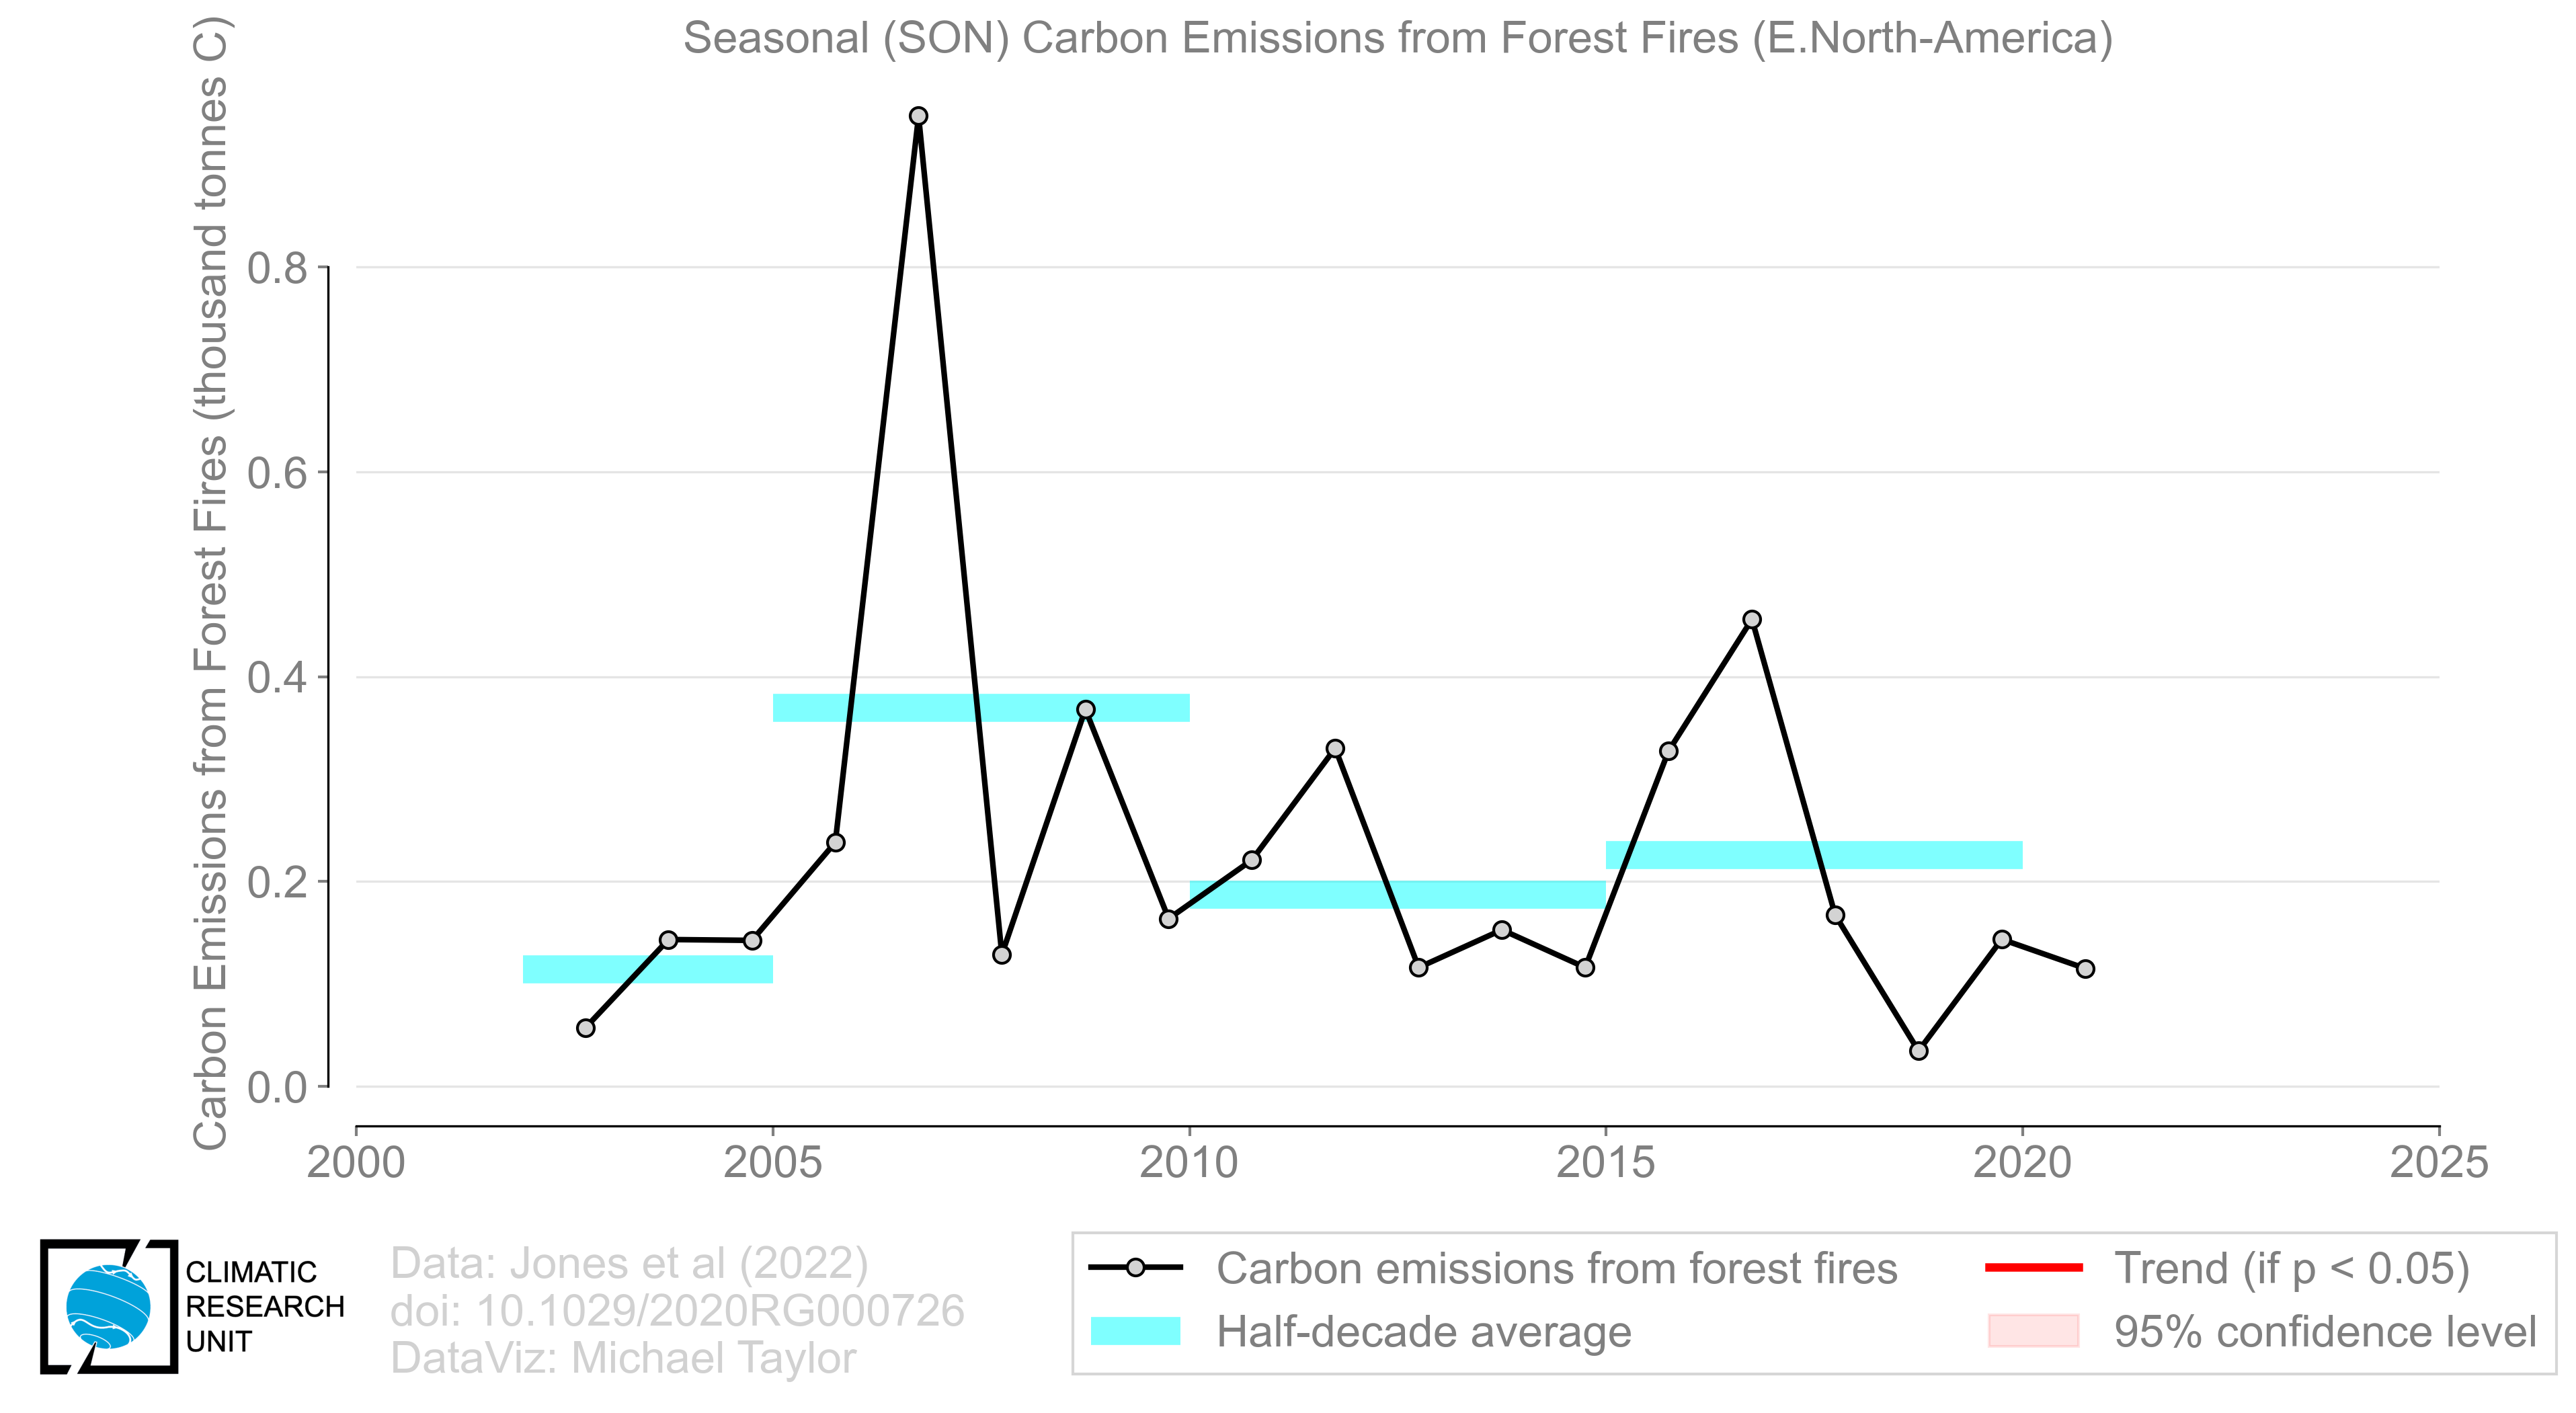 Seasonal (SON) Carbon Emissions from Forest Fires (E.North-America)
Carbon Emissions from Forest Fires (thousand tonnes C)
0.8
0.6
0.4
0.2
0.0
2000 2005 2010 2015 2020 2025
CLIMATIC
RESEARCH
UNIT
Data: Jones et al (2022)
doi: 10.1029/2020RG000726
DataViz: Michael Taylor
Carbon emissions from forest fires
Half-decade average
Trend (if p < 0.05)
95% confidence level